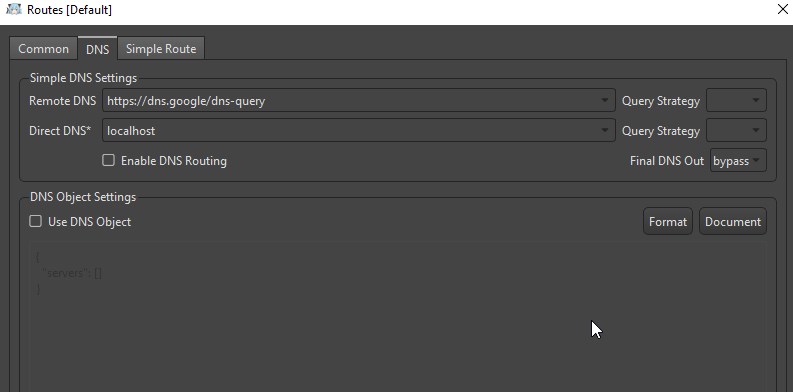 Routes [Default]
Common DNS Simple Route
Simple DNS Settings
Remote DNS https://dns.google/dns-query Query Strategy
Direct DNS* localhost Query Strategy
Enable DNS Routing Final DNS Out bypass
DNS Object Settings
Use DNS Object Format Document
{
"servers": []
}